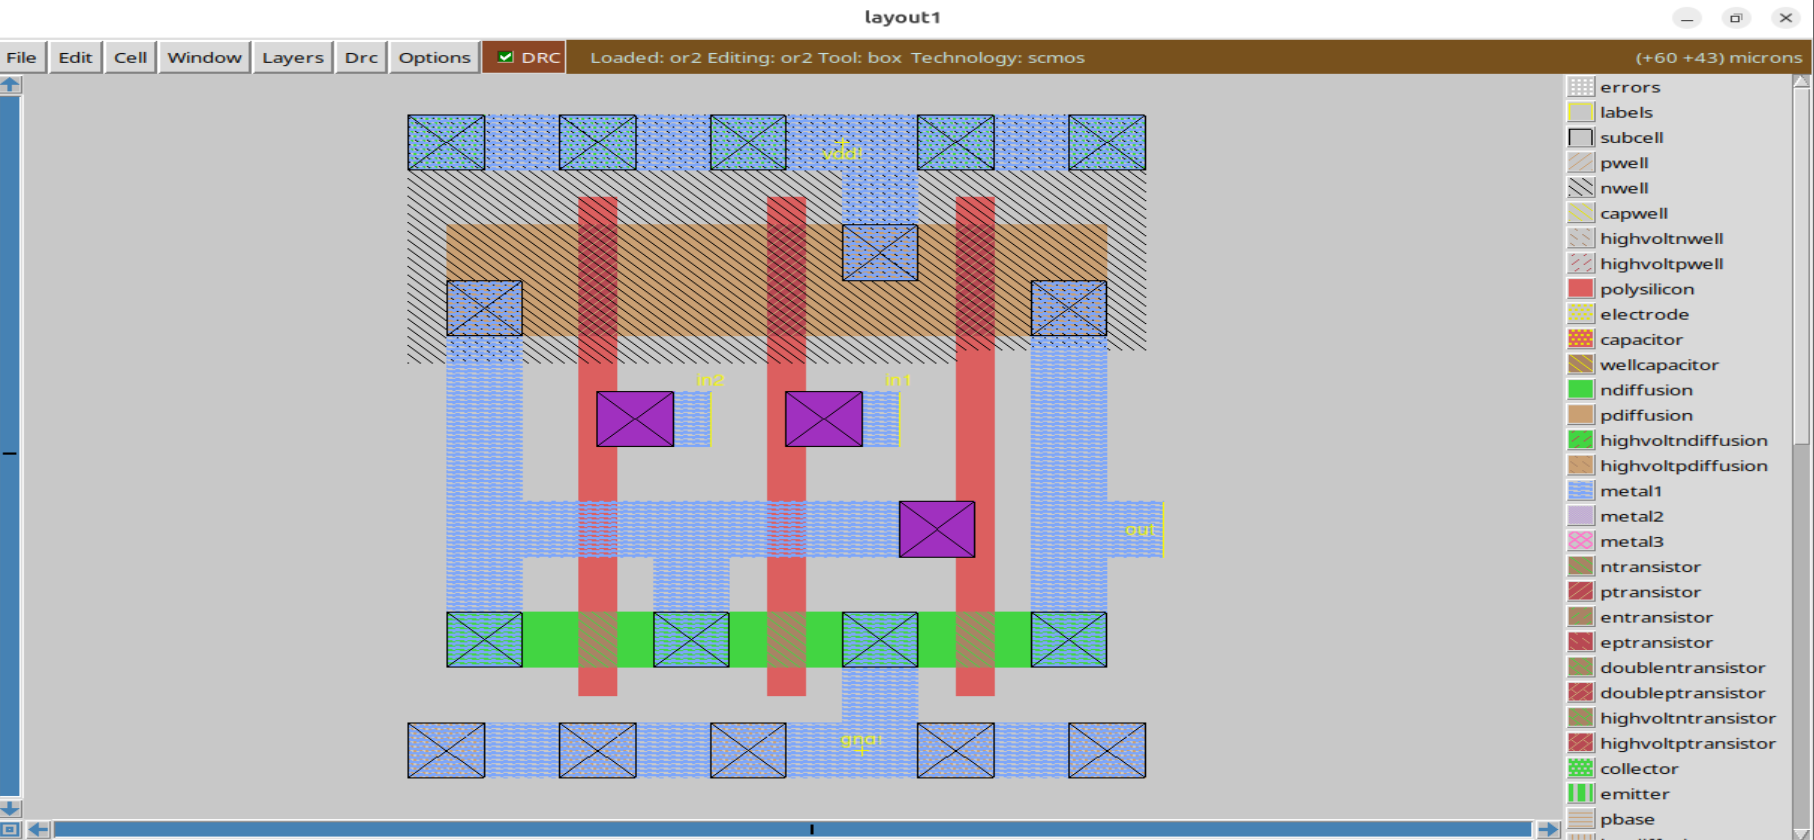 layout1
File Edit Cell Window Layers Drc Options DRC Loaded: or2 Editing: or2 Tool: box Technology: scmos (+60 +43) microns
vdd!
in2 in1
out
gnd!
errors
labels
subcell
pwell
nwell
capwell
highvoltnwell
highvoltpwell
polysilicon
electrode
capacitor
wellcapacitor
ndiffusion
pdiffusion
highvoltndiffusion
highvoltpdiffusion
metal1
metal2
metal3
ntransistor
ptransistor
entransistor
eptransistor
doublentransistor
doubleptransistor
highvoltntransistor
highvoltptransistor
collector
emitter
pbase